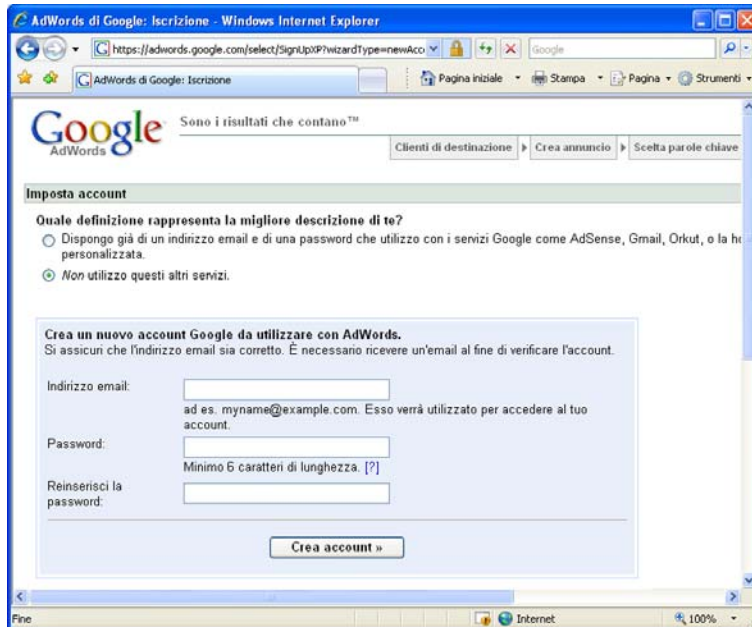 AdWords di Google: Iscrizione - Windows Internet Explorer
https://adwords.google.com/select/SignUpXP?wizardType=newAcco
Google
AdWords di Google: Iscrizione
Pagina iniziale
Stampa
Pagina
Strumenti
Google
AdWords
Sono i risultati che contano™
Clienti di destinazione
Crea annuncio
Scelta parole chiave
Imposta account
Quale definizione rappresenta la migliore descrizione di te?
Dispongo già di un indirizzo email e di una password che utilizzo con i servizi Google come AdSense, Gmail, Orkut, o la
personalizzata.
Non utilizzo questi altri servizi.
Crea un nuovo account Google da utilizzare con AdWords.
Si assicuri che l'indirizzo email sia corretto. È necessario ricevere un'email al fine di verificare l'account.
Indirizzo email:
ad es. myname@example.com. Esso verrà utilizzato per accedere al tuo
account.
Password:
Minimo 6 caratteri di lunghezza. [?]
Reinserisci la
password:
Crea account »
Fine
Internet
100%